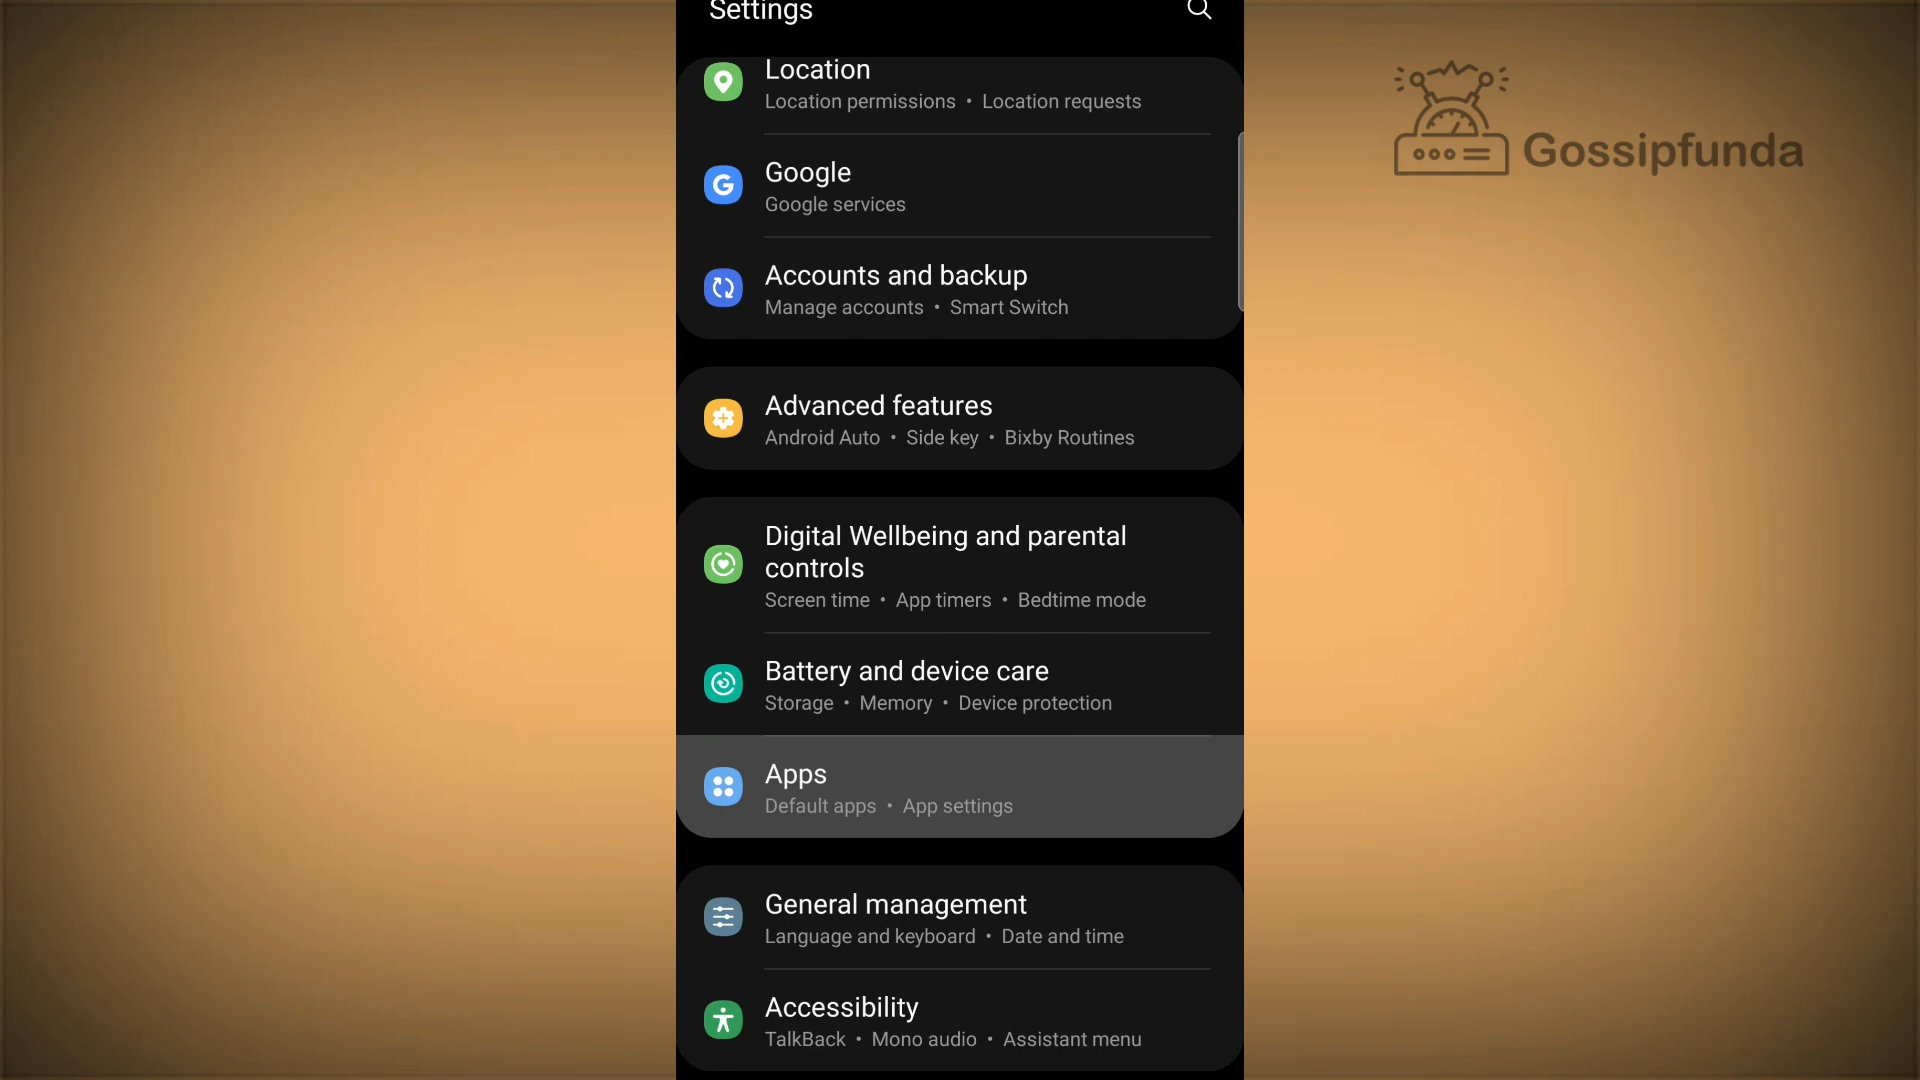 Settings
Gossipfunda
Location
Location permissions • Location requests
Google
Google services
Accounts and backup
Manage accounts • Smart Switch
Advanced features
Android Auto • Side key • Bixby Routines
Digital Wellbeing and parental
controls
Screen time • App timers • Bedtime mode
Battery and device care
Storage • Memory • Device protection
Apps
Default apps • App settings
General management
Language and keyboard • Date and time
Accessibility
TalkBack • Mono audio • Assistant menu